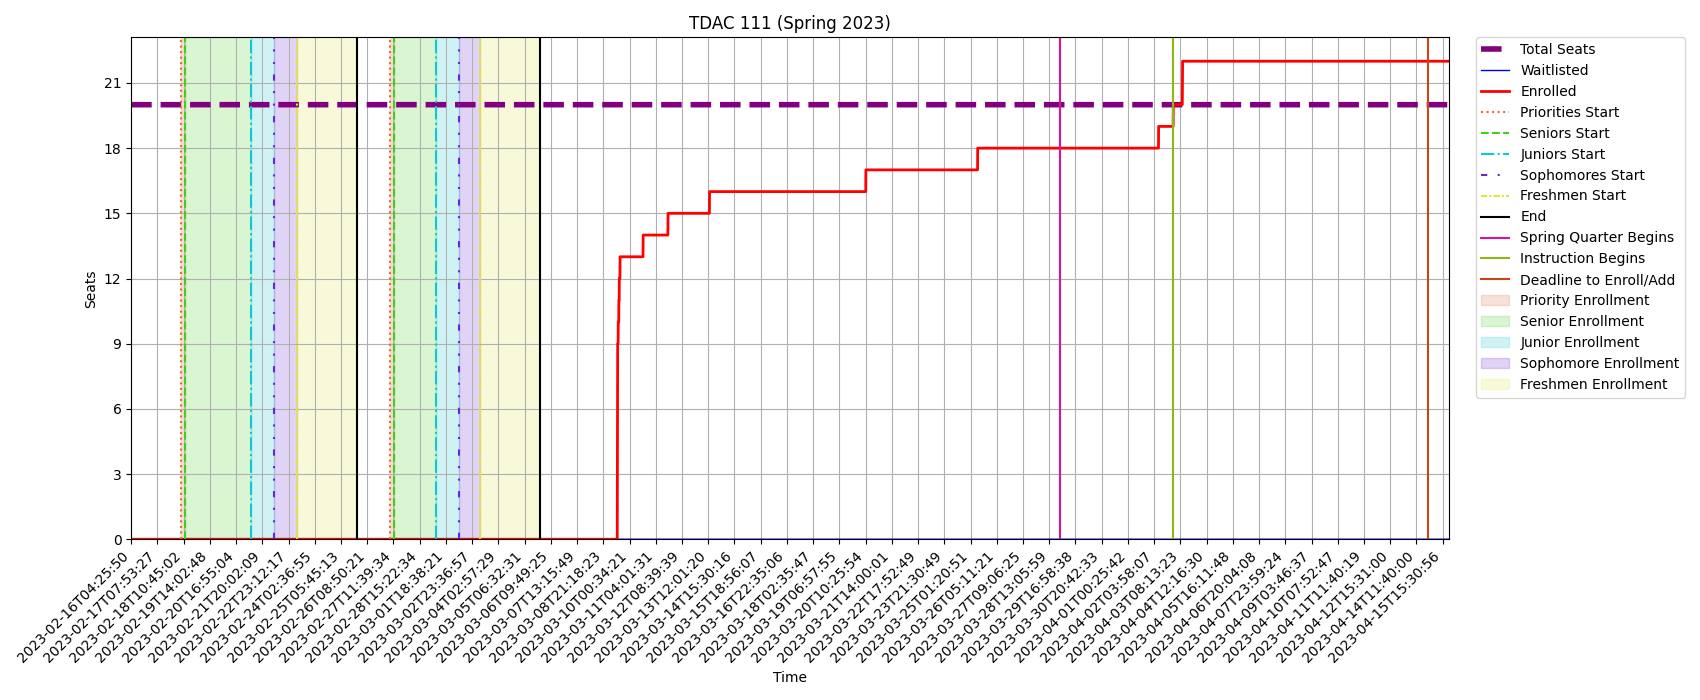 TDAC 111 (Spring 2023)
Seats
21
18
15
12
9
6
3
0
2023-02-16T04:25:50
2023-02-17T07:53:27
2023-02-18T10:45:02
2023-02-19T14:02:48
2023-02-20T16:55:04
2023-02-21T20:02:09
2023-02-22T23:12:17
2023-02-24T02:36:55
2023-02-25T05:45:13
2023-02-26T08:50:21
2023-02-27T11:39:34
2023-02-28T15:22:34
2023-03-01T18:38:21
2023-03-02T23:36:57
2023-03-04T02:57:29
2023-03-05T06:32:31
2023-03-06T09:49:25
2023-03-07T13:15:49
2023-03-08T21:18:23
2023-03-10T00:34:21
2023-03-11T04:01:31
2023-03-12T08:39:39
2023-03-13T12:01:20
2023-03-14T15:30:16
2023-03-15T18:56:07
2023-03-16T22:35:06
2023-03-18T02:35:47
2023-03-19T06:57:55
2023-03-20T10:25:54
2023-03-21T14:00:01
2023-03-22T17:52:49
2023-03-23T21:30:49
2023-03-25T01:20:51
2023-03-26T05:11:21
2023-03-27T09:06:25
2023-03-28T13:05:59
2023-03-29T16:58:38
2023-03-30T20:42:33
2023-04-01T00:25:42
2023-04-02T03:58:07
2023-04-03T08:13:23
2023-04-04T12:16:30
2023-04-05T16:11:48
2023-04-06T20:04:08
2023-04-07T23:59:24
2023-04-09T03:46:37
2023-04-10T07:52:47
2023-04-11T11:40:19
2023-04-12T15:31:00
2023-04-14T11:40:00
2023-04-15T15:30:56
Time
Total Seats
Waitlisted
Enrolled
Priorities Start
Seniors Start
Juniors Start
Sophomores Start
Freshmen Start
End
Spring Quarter Begins
Instruction Begins
Deadline to Enroll/Add
Priority Enrollment
Senior Enrollment
Junior Enrollment
Sophomore Enrollment
Freshmen Enrollment